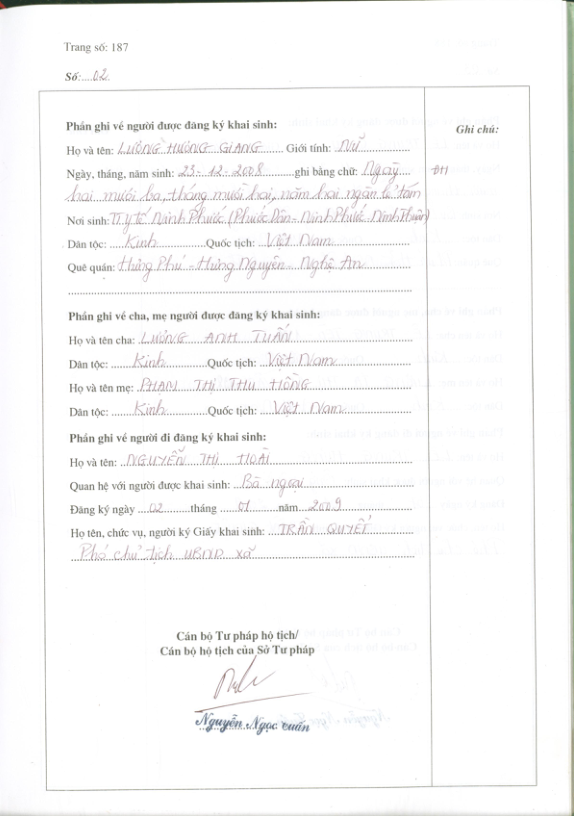 Trang số: 187
Số: 02
Phần ghi về người được đăng ký khai sinh:
Ghi chú:
Họ và tên: LƯƠNG HƯƠNG GIANG Giới tính: Nữ
Ngày, tháng, năm sinh: 23-12-2008 ghi bằng chữ: Ngày
ĐH
hai mươi ba, tháng mười hai, năm hai ngàn lẻ tám
Nơi sinh: TTy tế Ninh Phước (Phước Dân - Ninh Phước Ninh Thuận)
Dân tộc: Kinh Quốc tịch: Việt Nam
Quê quán: Hưng Phú - Hưng Nguyên - Nghệ An
Phần ghi về cha, mẹ người được đăng ký khai sinh:
Họ và tên cha: LƯƠNG ANH TUẤN
Dân tộc: Kinh Quốc tịch: Việt Nam
Họ và tên mẹ: PHẠM THỊ THU HỒNG
Dân tộc: Kinh Quốc tịch: Việt Nam
Phần ghi về người đi đăng ký khai sinh:
Họ và tên: NGUYỄN THỊ HOÀI
Quan hệ với người được khai sinh: Bà ngoại
Đăng ký ngày 02 tháng 01 năm 2009
Họ tên, chức vụ, người ký Giấy khai sinh: TRẦN QUYẾT
Phó chủ tịch UBND xã
Cán bộ Tư pháp hộ tịch/
Cán bộ hộ tịch của Sở Tư pháp
Nguyễn Ngọc Tuấn